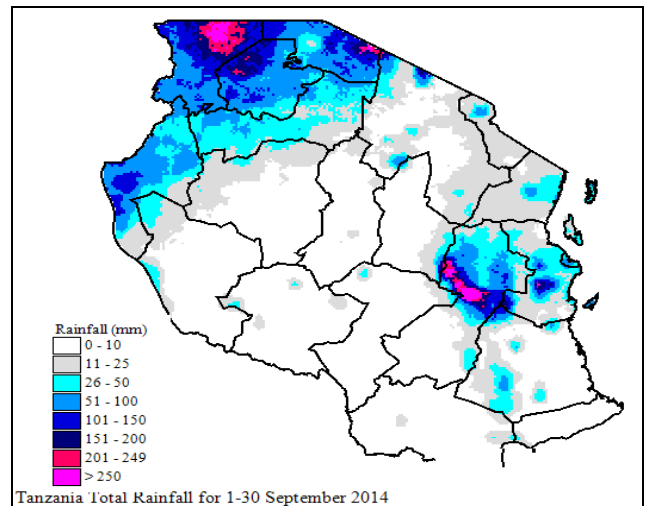 Rainfall (mm)
0 - 10
11 - 25
26 - 50
51 - 100
101 - 150
151 - 200
201 - 249
> 250
Tanzania Total Rainfall for 1-30 September 2014